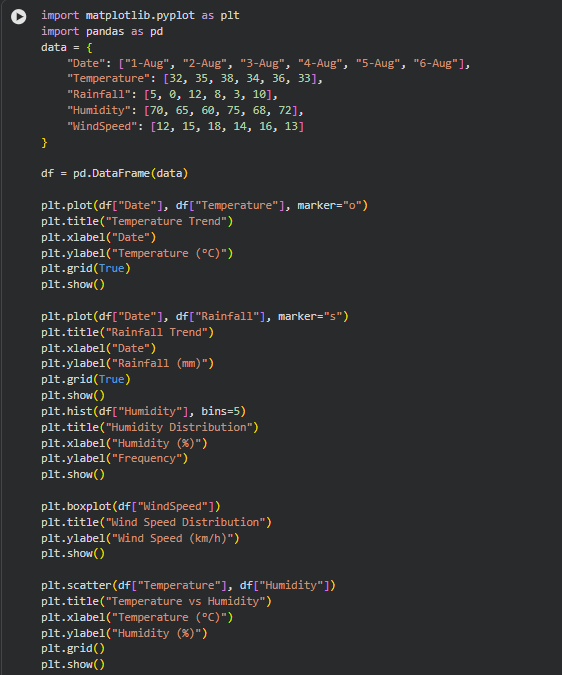 import matplotlib.pyplot as plt
import pandas as pd
data = {
    "Date": ["1-Aug", "2-Aug", "3-Aug", "4-Aug", "5-Aug", "6-Aug"],
    "Temperature": [32, 35, 38, 34, 36, 33],
    "Rainfall": [5, 0, 12, 8, 3, 10],
    "Humidity": [70, 65, 60, 75, 68, 72],
    "WindSpeed": [12, 15, 18, 14, 16, 13]
}

df = pd.DataFrame(data)

plt.plot(df["Date"], df["Temperature"], marker="o")
plt.title("Temperature Trend")
plt.xlabel("Date")
plt.ylabel("Temperature (°C)")
plt.grid(True)
plt.show()

plt.plot(df["Date"], df["Rainfall"], marker="s")
plt.title("Rainfall Trend")
plt.xlabel("Date")
plt.ylabel("Rainfall (mm)")
plt.grid(True)
plt.show()
plt.hist(df["Humidity"], bins=5)
plt.title("Humidity Distribution")
plt.xlabel("Humidity (%)")
plt.ylabel("Frequency")
plt.show()

plt.boxplot(df["WindSpeed"])
plt.title("Wind Speed Distribution")
plt.ylabel("Wind Speed (km/h)")
plt.show()

plt.scatter(df["Temperature"], df["Humidity"])
plt.title("Temperature vs Humidity")
plt.xlabel("Temperature (°C)")
plt.ylabel("Humidity (%)")
plt.grid()
plt.show()